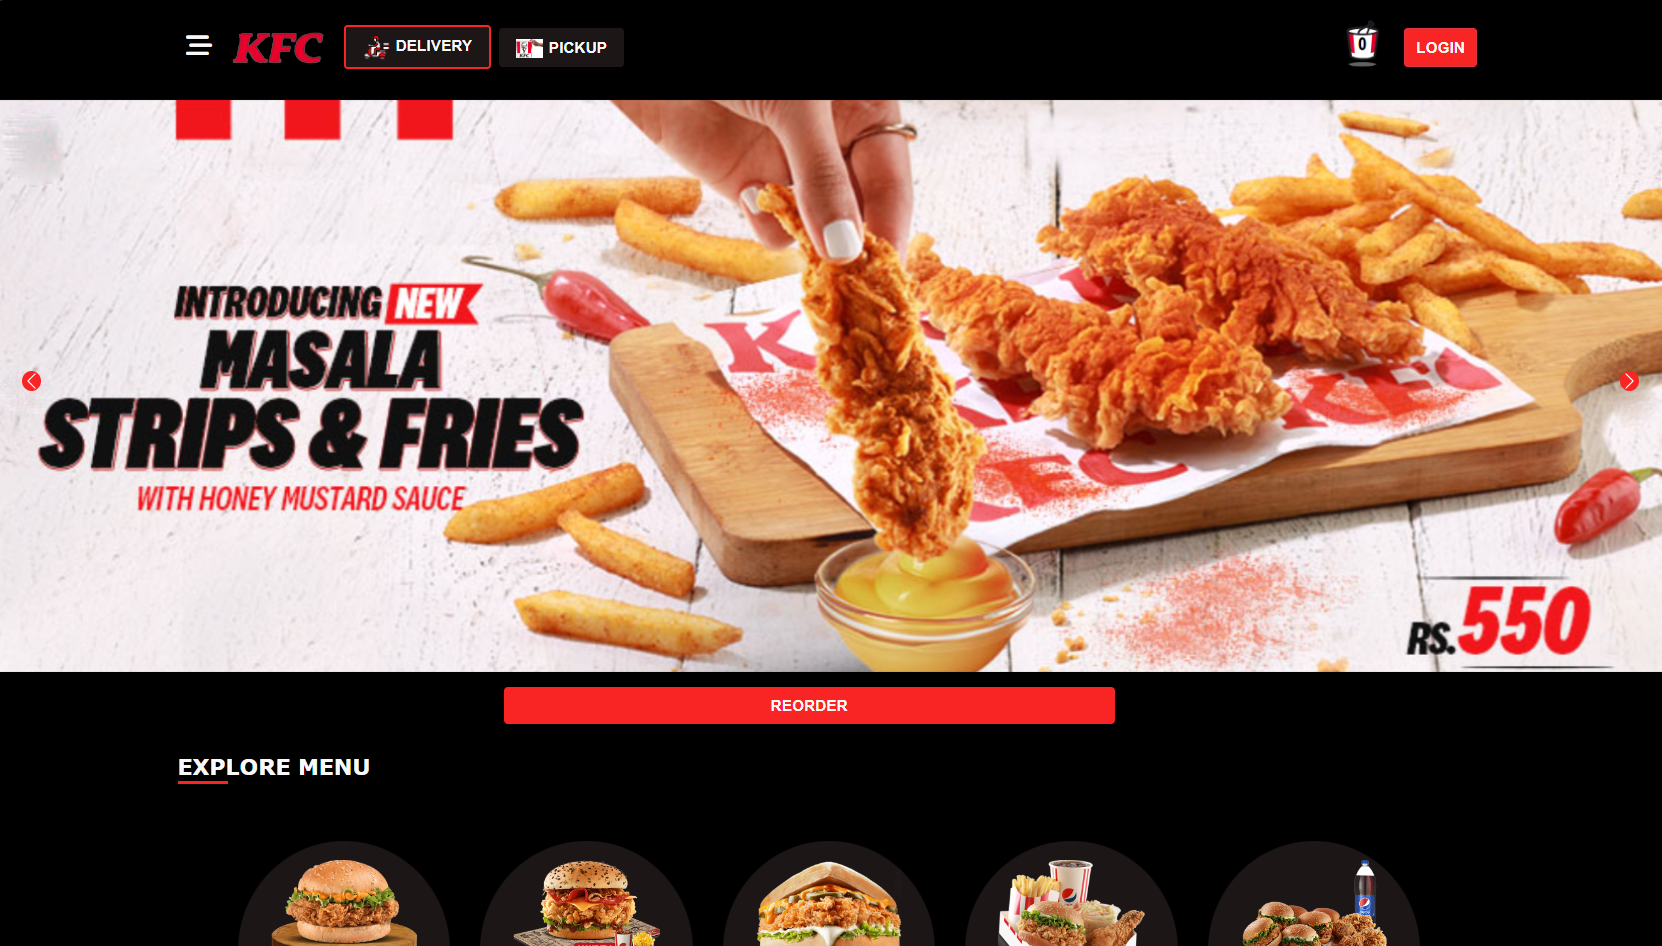 KFC
DELIVERY
PICKUP
0
LOGIN
INTRODUCING NEW
MASALA
STRIPS & FRIES
WITH HONEY MUSTARD SAUCE
KFC
RS.550
REORDER
EXPLORE MENU